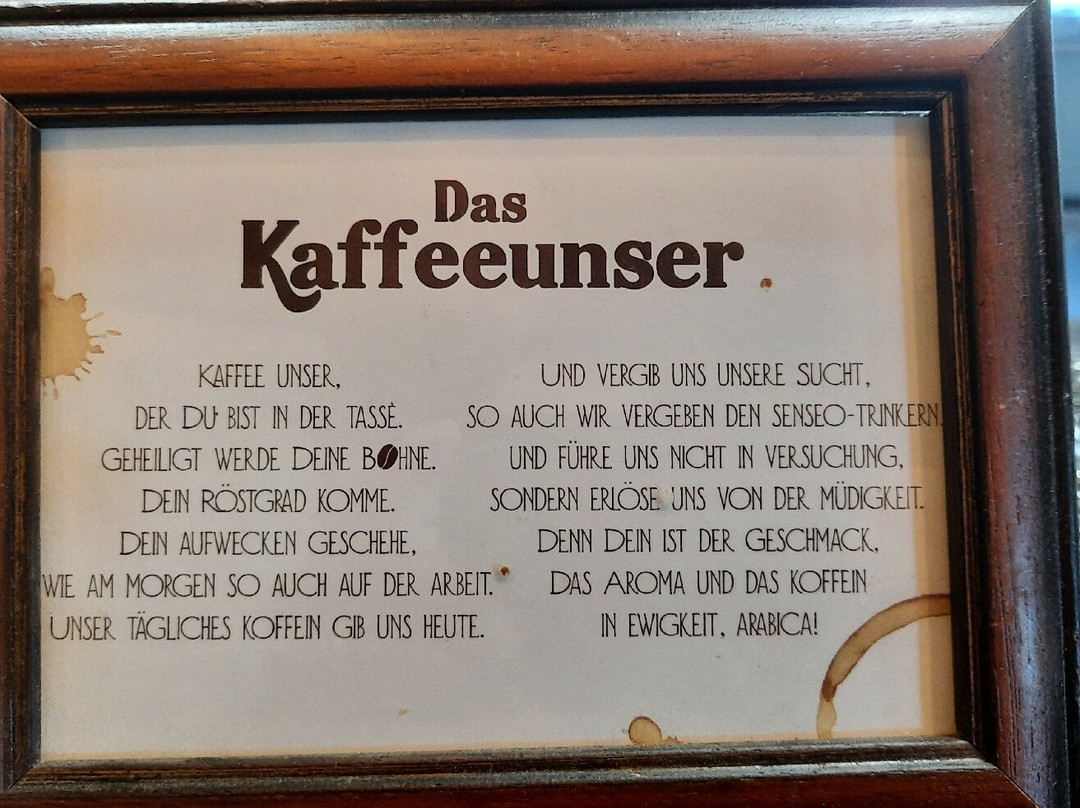 Das
Kaffeeunser
KAFFEE UNSER,
DER DU BIST IN DER TASSE.
GEHEILIGT WERDE DEINE BOHNE.
DEIN RÖSTGRAD KOMME.
DEIN AUFWECKEN GESCHEHE,
WIE AM MORGEN SO AUCH AUF DER ARBEIT.
UNSER TÄGLICHES KOFFEIN GIB UNS HEUTE.
UND VERGIB UNS UNSERE SUCHT,
SO AUCH WIR VERGEBEN DEN SENSEO-TRINKERN.
UND FÜHRE UNS NICHT IN VERSUCHUNG,
SONDERN ERLÖSE UNS VON DER MÜDIGKEIT.
DENN DEIN IST DER GESCHMACK,
DAS AROMA UND DAS KOFFEIN
IN EWIGKEIT, ARABICA!